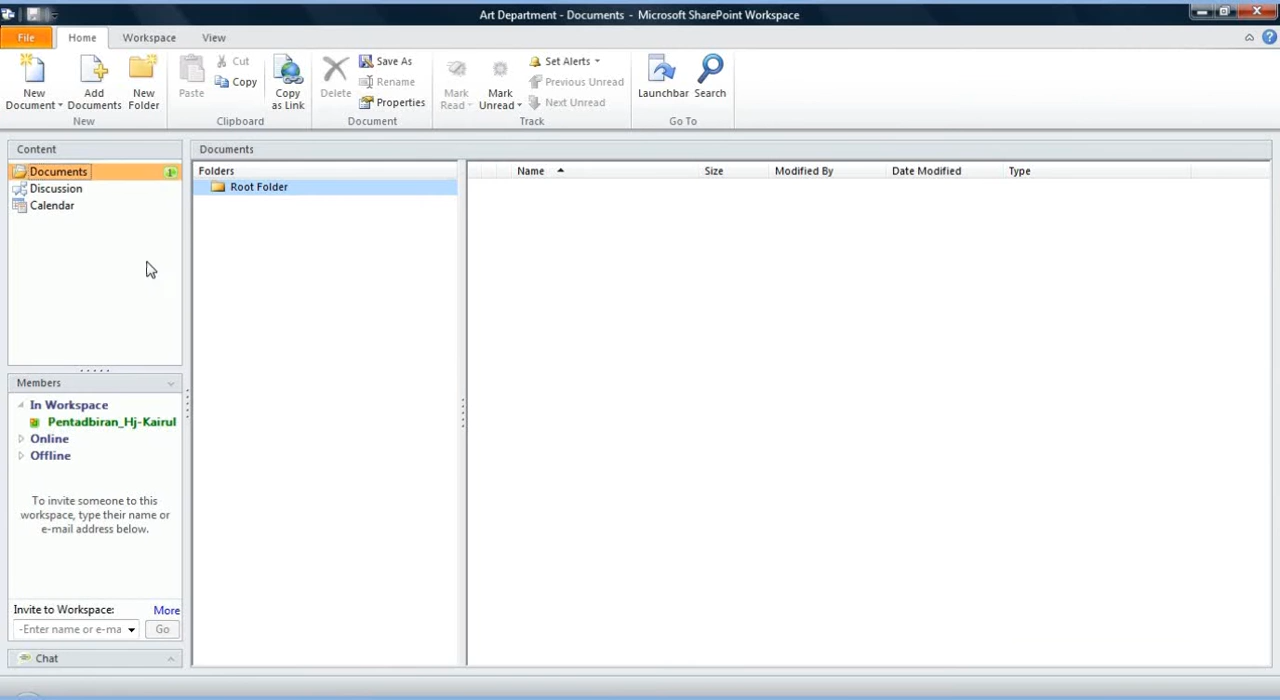 Art Department - Documents - Microsoft SharePoint Workspace
File Home Workspace View
New Document
Add Documents
New Folder
New
Paste
Cut
Copy
Copy as Link
Clipboard
Delete
Save As
Rename
Properties
Document
Mark Read
Mark Unread
Set Alerts
Previous Unread
Next Unread
Track
Launchbar
Search
Go To
Content
Documents
Discussion
Calendar
Members
In Workspace
Pentadbiran_Hj-Kairul
Online
Offline
To invite someone to this
workspace, type their name or
e-mail address below.
Invite to Workspace: More
-Enter name or e-ma Go
Chat
Documents
Folders
Root Folder
Name Size Modified By Date Modified Type